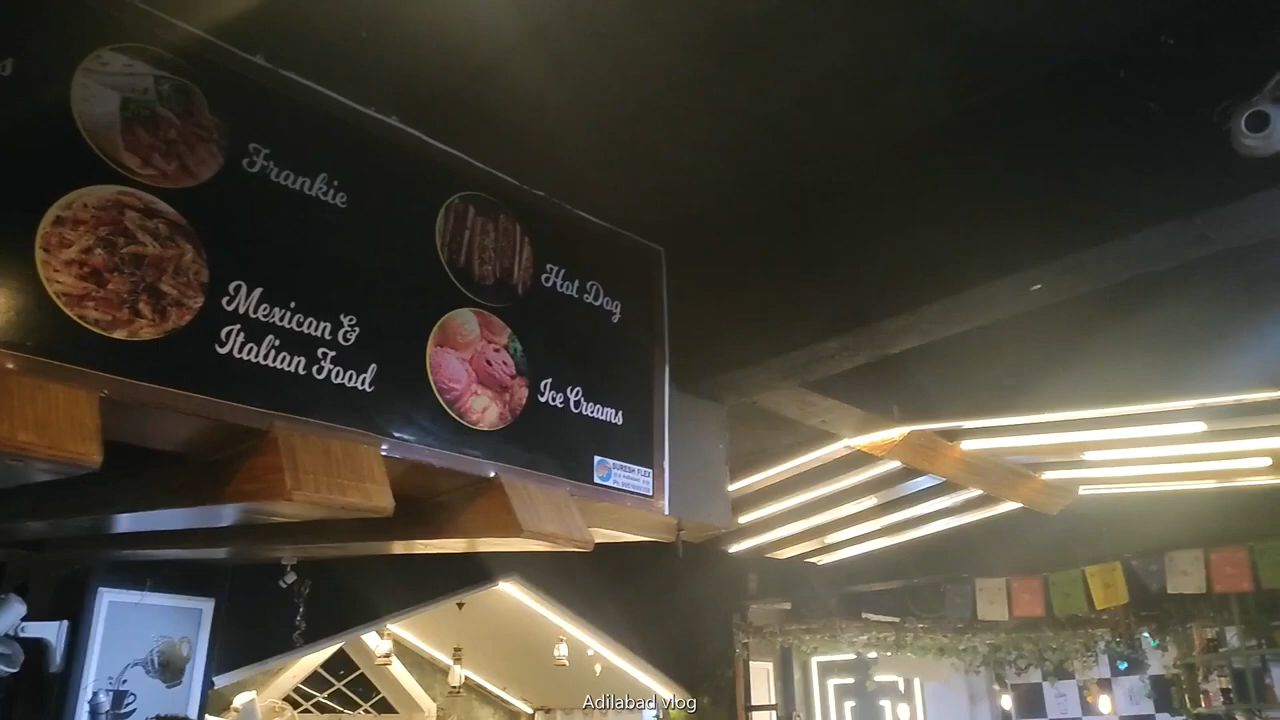 Frankie
Hot Dog
Mexican &
Italian Food
Ice Creams
SURESH FLEX
Adilabad vlog